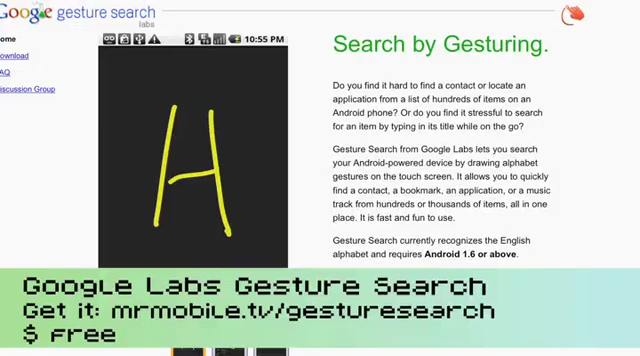 Google gesture search
labs
ome
ownload
AQ
iscussion Group
10:55 PM
H
Search by Gesturing.
Do you find it hard to find a contact or locate an
application from a list of hundreds of items on an
Android phone? Or do you find it stressful to search
for an item by typing in its title while on the go?
Gesture Search from Google Labs lets you search
your Android-powered device by drawing alphabet
gestures on the touch screen. It allows you to quickly
find a contact, a bookmark, an application, or a music
track from hundreds or thousands of items, all in one
place. It is fast and fun to use.
Gesture Search currently recognizes the English
alphabet and requires Android 1.6 or above.
Google Labs Gesture Search
Get it: mrmobile.tv/gesturesearch
$ Free